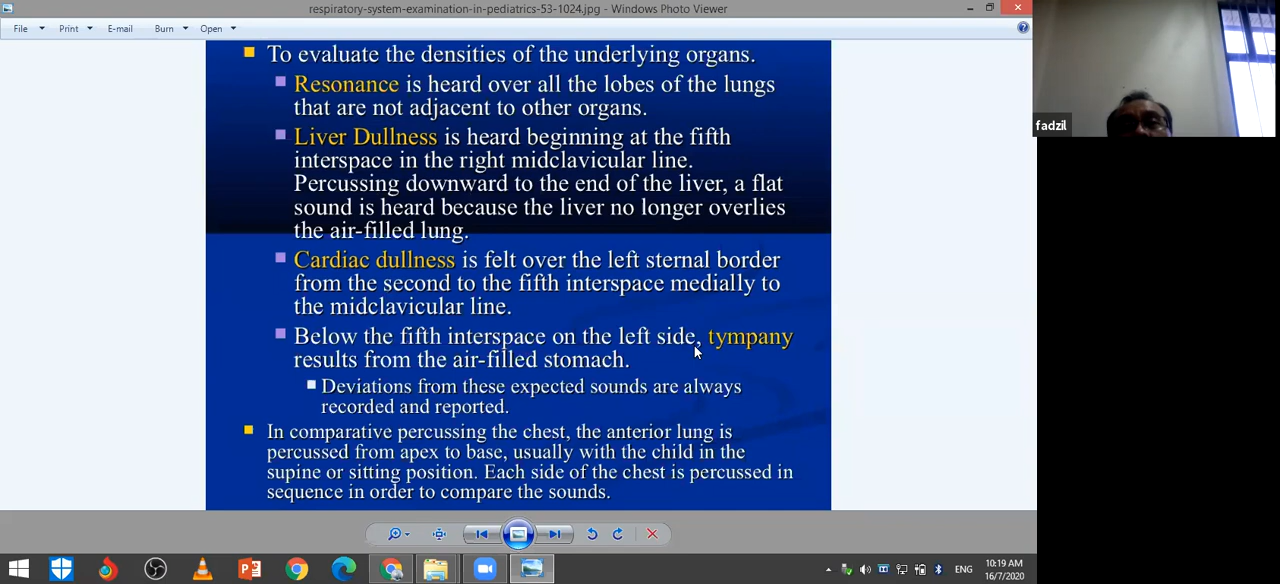 respiratory-system-examination-in-pediatrics-53-1024.jpg - Windows Photo Viewer
File Print E-mail Burn Open
To evaluate the densities of the underlying organs.
Resonance is heard over all the lobes of the lungs
that are not adjacent to other organs.
Liver Dullness is heard beginning at the fifth
interspace in the right midclavicular line.
Percussing downward to the end of the liver, a flat
sound is heard because the liver no longer overlies
the air-filled lung.
Cardiac dullness is felt over the left sternal border
from the second to the fifth interspace medially to
the midclavicular line.
Below the fifth interspace on the left side, tympany
results from the air-filled stomach.
Deviations from these expected sounds are always
recorded and reported.
In comparative percussing the chest, the anterior lung is
percussed from apex to base, usually with the child in the
supine or sitting position. Each side of the chest is percussed in
sequence in order to compare the sounds.
fadzil
ENG
10:19 AM
16/7/2020